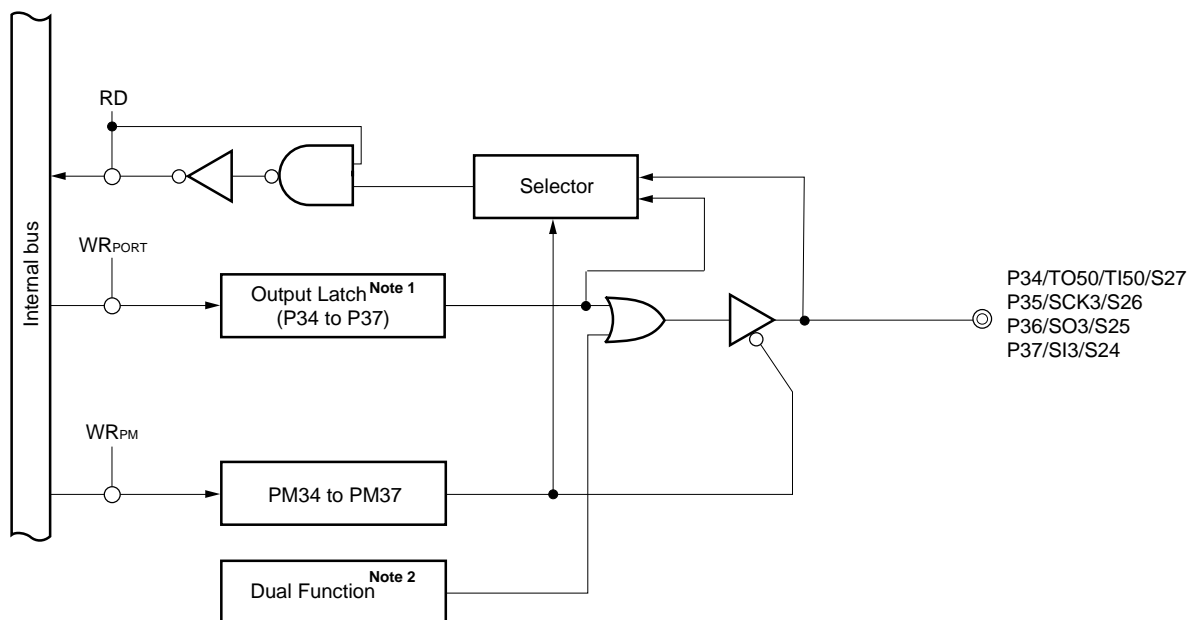 RD
Selector
Internal bus
WRPORT
Output Latch Note 1
(P34 to P37)
P34/TO50/TI50/S27
P35/SCK3/S26
P36/SO3/S25
P37/SI3/S24
WRPM
PM34 to PM37
Dual Function Note 2